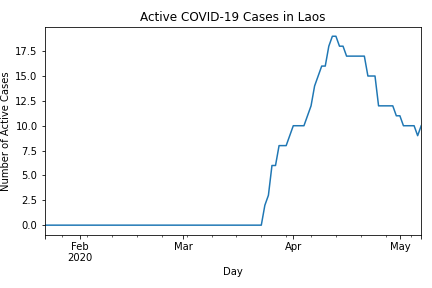 Active COVID-19 Cases in Laos
Number of Active Cases
17.5
15.0
12.5
10.0
7.5
5.0
2.5
0.0
Feb
2020
Mar
Apr
May
Day